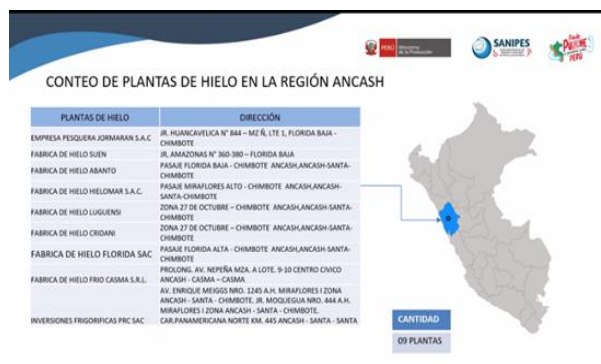 PERÚ Ministerio de la Producción
SANIPES
PERÚ
CONTEO DE PLANTAS DE HIELO EN LA REGIÓN ANCASH
PLANTAS DE HIELO DIRECCIÓN
EMPRESA PESQUERA JORMARAN S.A.C JR. HUANCAVELICA N° 844 – MZ Ñ, LTE 1, FLORIDA BAJA - CHIMBOTE
FABRICA DE HIELO SUEN JR, AMAZONAS N° 360-380 – FLORIDA BAJA
FABRICA DE HIELO ABANTO PASAJE FLORIDA BAJA - CHIMBOTE ANCASH,ANCASH-SANTA-CHIMBOTE
FABRICA DE HIELO HIELOMAR S.A.C. PASAJE MIRAFLORES ALTO - CHIMBOTE ANCASH,ANCASH-SANTA-CHIMBOTE
FABRICA DE HIELO LUGUENSI ZONA 27 DE OCTUBRE – CHIMBOTE ANCASH,ANCASH-SANTA-CHIMBOTE
FABRICA DE HIELO CRIDANI ZONA 27 DE OCTUBRE – CHIMBOTE ANCASH,ANCASH-SANTA-CHIMBOTE
FABRICA DE HIELO FLORIDA SAC PASAJE FLORIDA ALTA - CHIMBOTE ANCASH,ANCASH-SANTA-CHIMBOTE
FABRICA DE HIELO FRIO CASMA S.R.L. PROLONG. AV. NEPEÑA MZA. A LOTE. 9-10 CENTRO CIVICO ANCASH - CASMA – CASMA
INVERSIONES FRIGORIFICAS PRC SAC AV. ENRIQUE MEIGGS NRO. 1245 A.H. MIRAFLORES I ZONA ANCASH - SANTA - CHIMBOTE. JR. MOQUEGUA NRO. 444 A.H. MIRAFLORES I ZONA ANCASH - SANTA - CHIMBOTE. CAR.PANAMERICANA NORTE KM. 445 ANCASH - SANTA - SANTA
CANTIDAD
09 PLANTAS